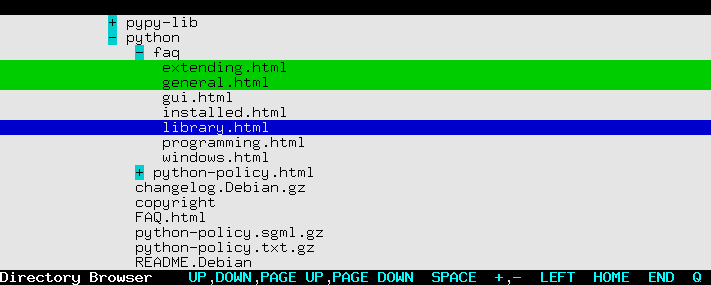 + pypy-lib
- python
- faq
extending.html
general.html
gui.html
installed.html
library.html
programming.html
windows.html
+ python-policy.html
changelog.Debian.gz
copyright
FAQ.html
python-policy.sgml.gz
python-policy.txt.gz
README.Debian
Directory Browser UP,DOWN,PAGE UP,PAGE DOWN SPACE +,- LEFT HOME END Q